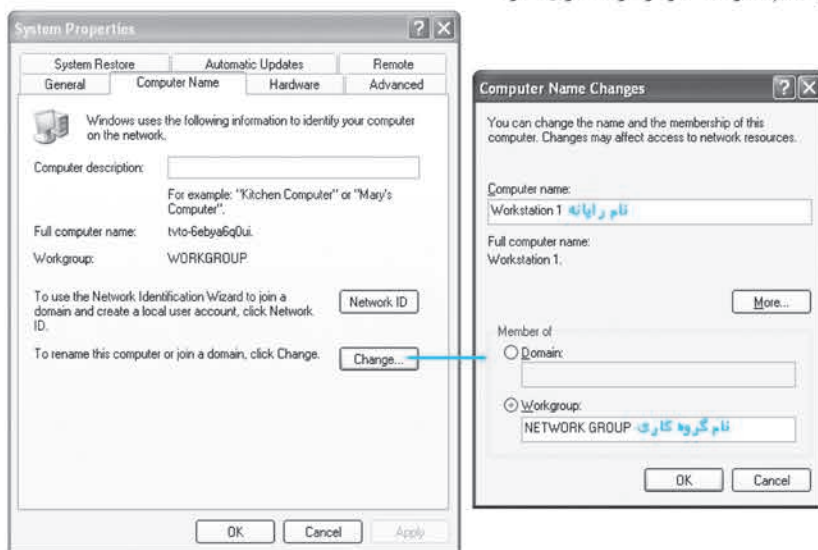 System Properties
System Restore
Automatic Updates
Remote
General
Computer Name
Hardware
Advanced
Windows uses the following information to identify your computer
on the network.
Computer description:
For example: "Kitchen Computer" or "Mary's
Computer".
Full computer name:
tvto-6ebya6q0ui.
Workgroup:
WORKGROUP
To use the Network Identification Wizard to join a
domain and create a local user account, click Network
ID.
Network ID
To rename this computer or join a domain, click Change.
Change...
OK
Cancel
Apply
Computer Name Changes
You can change the name and the membership of this
computer. Changes may affect access to network resources.
Computer name:
Workstation 1 نام رایانه
Full computer name:
Workstation 1.
More...
Member of
Domain:
Workgroup:
NETWORK GROUP نام گروه کاری
OK
Cancel